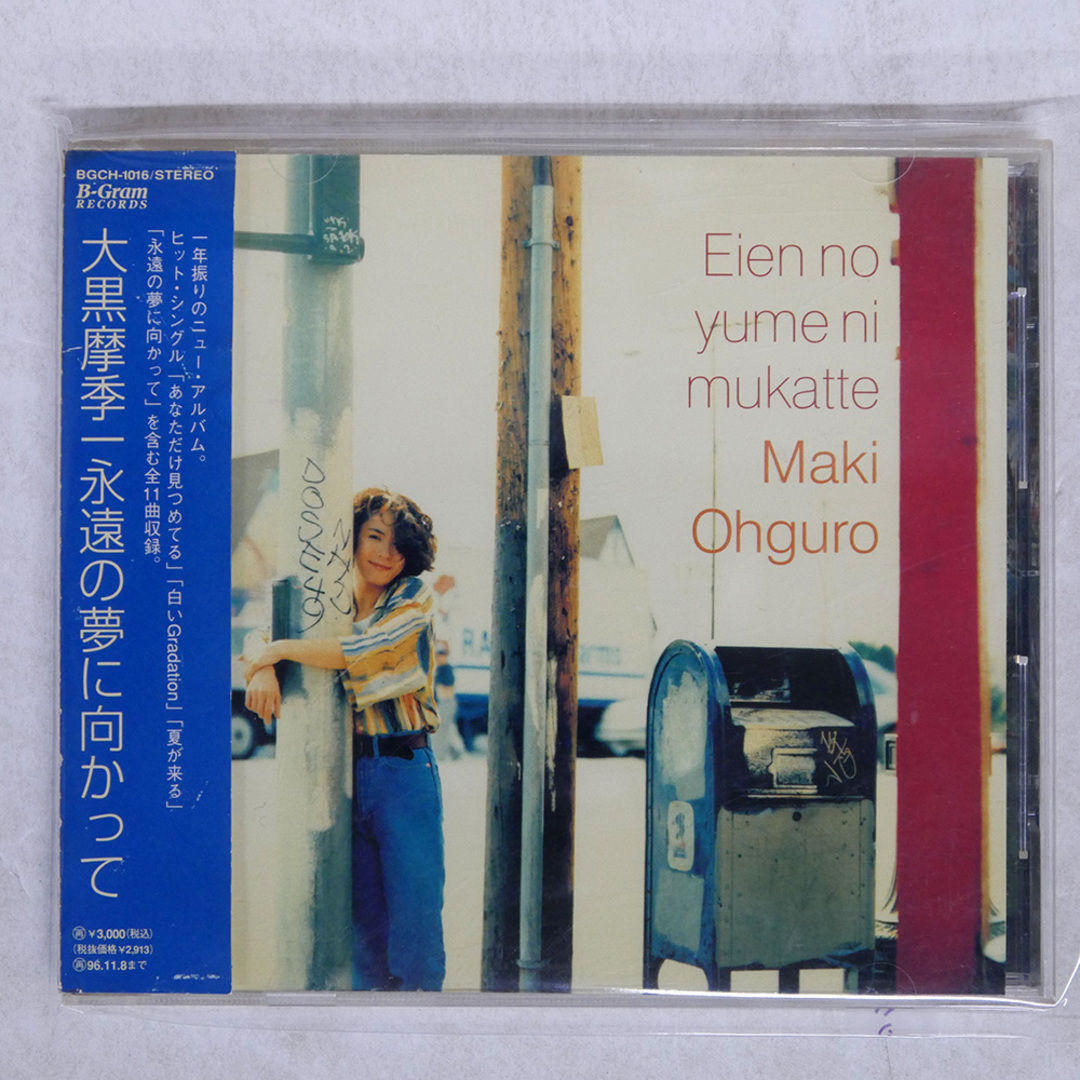 BGCH-1016/STEREO
B-Gram
RECORDS
大黒摩季—永遠の夢に向かって
一年振りのニュー・アルバム。
ヒット・シングル「あなただけ見つめてる」「白いGradation」「夏が来る」
「永遠の夢に向かって」を含む全11曲収録。
再¥3,000(税込)
(税抜価格¥2,913)
再96.11.8まで
Eien no
yume ni
mukatte
Maki
Ohguro